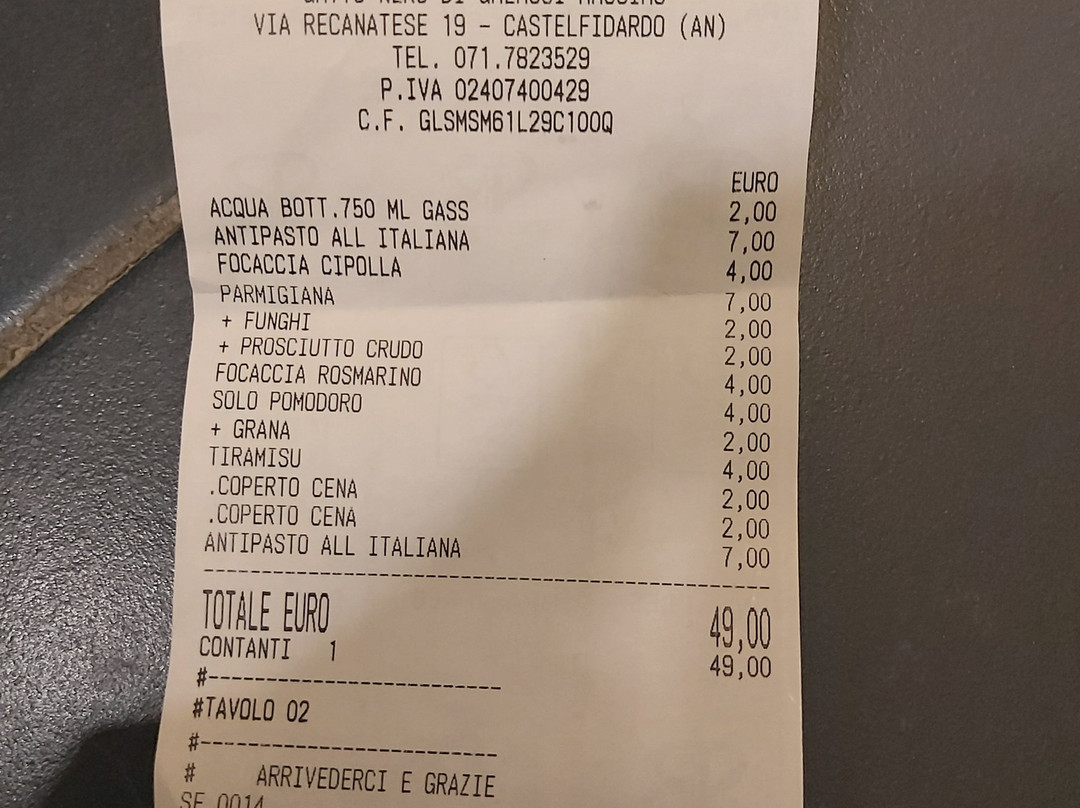 VIA RECANATESE 19 - CASTELFIDARDO (AN)
TEL. 071.7823529
P.IVA 02407400429
C.F. GLSMSM61L29C100Q
EURO
ACQUA BOTT.750 ML GASS 2,00
ANTIPASTO ALL ITALIANA 7,00
FOCACCIA CIPOLLA 4,00
PARMIGIANA 7,00
+ FUNGHI 2,00
+ PROSCIUTTO CRUDO 2,00
FOCACCIA ROSMARINO 4,00
SOLO POMODORO 4,00
+ GRANA 2,00
TIRAMISU 4,00
.COPERTO CENA 2,00
.COPERTO CENA 2,00
ANTIPASTO ALL ITALIANA 7,00
TOTALE EURO 49,00
CONTANTI 1 49,00
#--------------------------------
#TAVOLO 02
#--------------------------------
# ARRIVEDERCI E GRAZIE
SF 0014